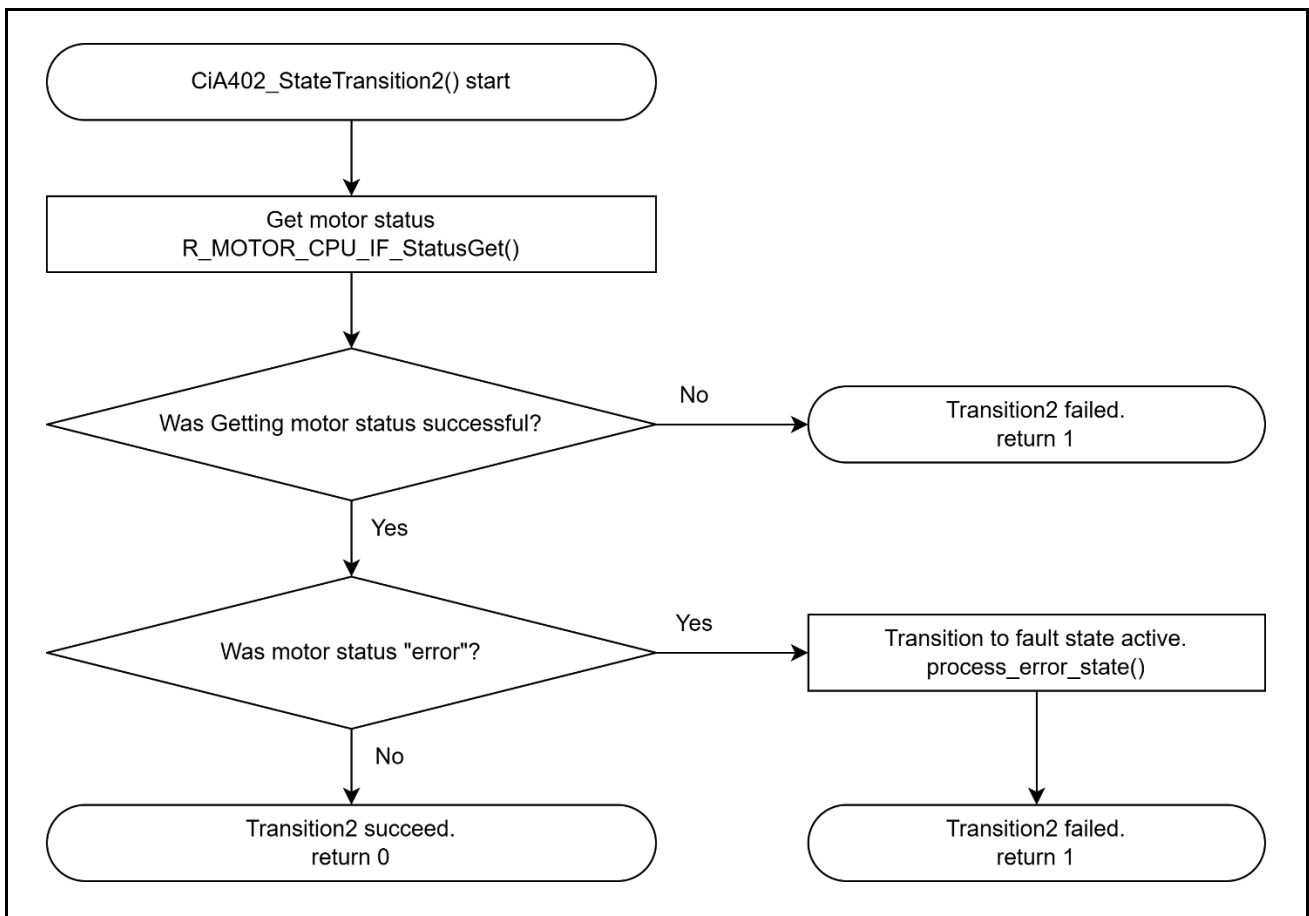 CiA402_StateTransition2() start
Get motor status
R_MOTOR_CPU_IF_StatusGet()
Was Getting motor status successful?
No
Transition2 failed.
return 1
Yes
Was motor status "error"?
Yes
Transition to fault state active.
process_error_state()
No
Transition2 succeed.
return 0
Transition2 failed.
return 1